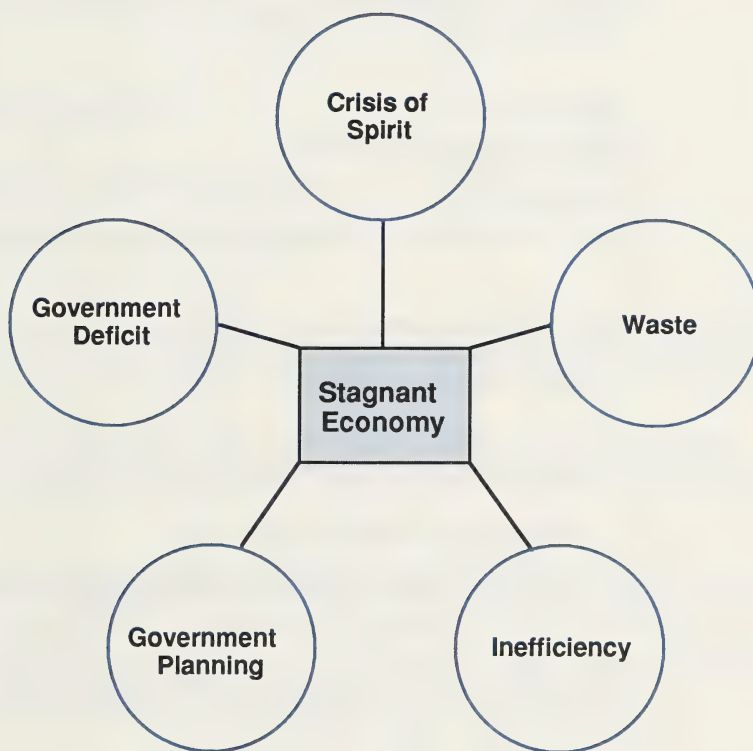 Crisis of
Spirit
Government
Deficit
Waste
Stagnant
Economy
Government
Planning
Inefficiency